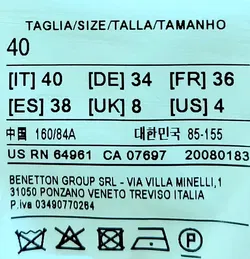 TAGLIA/SIZE/TALLA/TAMANHO
40
[IT] 40 [DE] 34 [FR] 36
[ES] 38 [UK] 8 [US] 4
中国 160/84A 대한민국 85-155
US RN 64961 CA 07697 20080183
BENETTON GROUP SRL - VIA VILLA MINELLI,1
31050 PONZANO VENETO TREVISO ITALIA
P.iva 03490770264
P